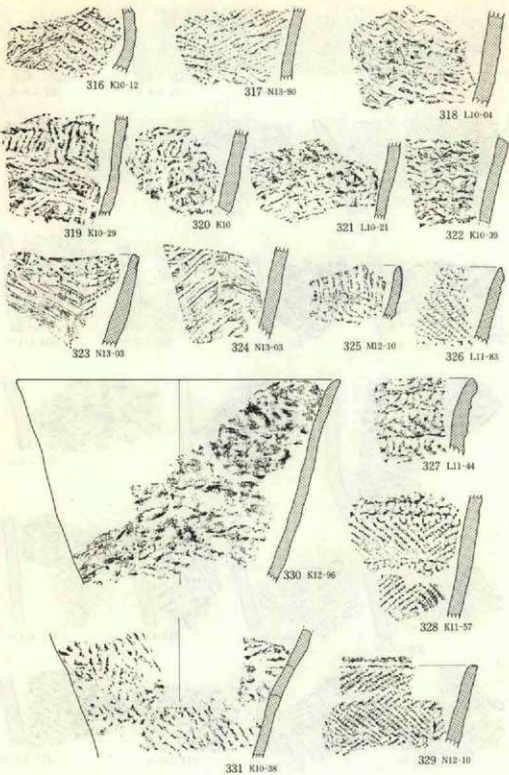 316 K10-12
317 N13-90
318 L10-04
319 K10-29
320 K10
321 L10-21
322 K10-39
323 N13-03
324 N13-03
325 M12-10
326 L11-83
327 L11-44
330 K12-96
328 K11-57
331 K10-38
329 N12-10